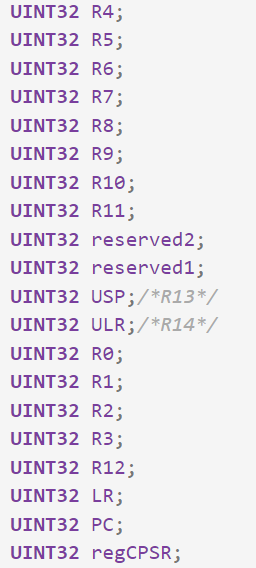 UINT32 R4;
UINT32 R5;
UINT32 R6;
UINT32 R7;
UINT32 R8;
UINT32 R9;
UINT32 R10;
UINT32 R11;
UINT32 reserved2;
UINT32 reserved1;
UINT32 USP;/*R13*/
UINT32 ULR;/*R14*/
UINT32 R0;
UINT32 R1;
UINT32 R2;
UINT32 R3;
UINT32 R12;
UINT32 LR;
UINT32 PC;
UINT32 regCPSR;